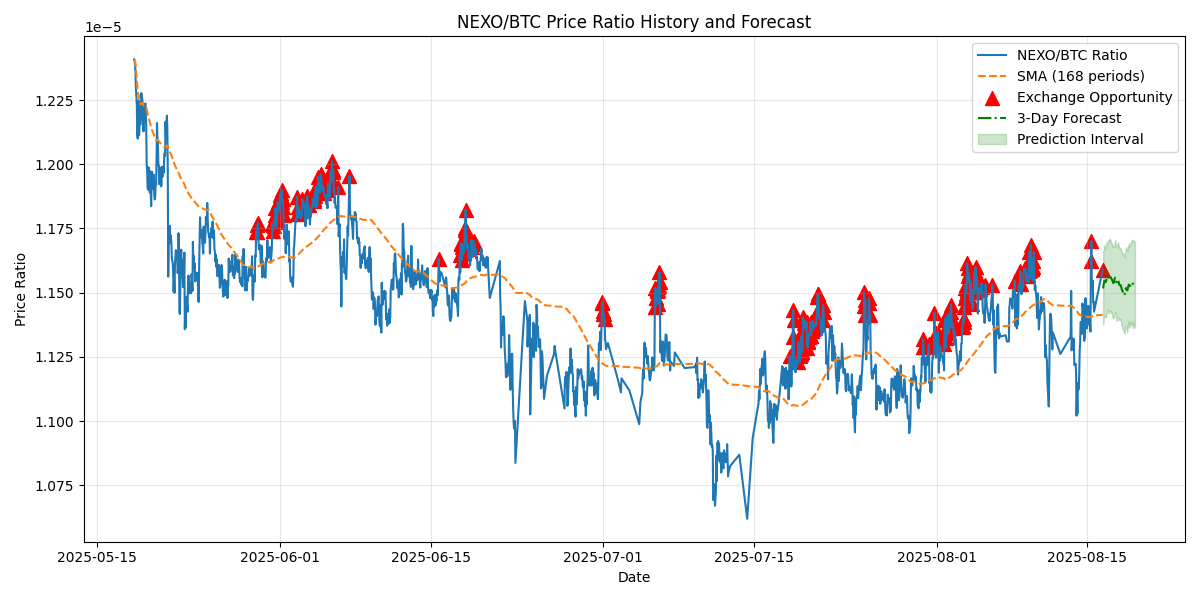 NEXO/BTC Price Ratio History and Forecast
1e−5
NEXO/BTC Ratio
SMA (168 periods)
Exchange Opportunity
3-Day Forecast
Prediction Interval
Price Ratio
1.225
1.200
1.175
1.150
1.125
1.100
1.075
2025-05-15
2025-06-01
2025-06-15
2025-07-01
2025-07-15
2025-08-01
2025-08-15
Date